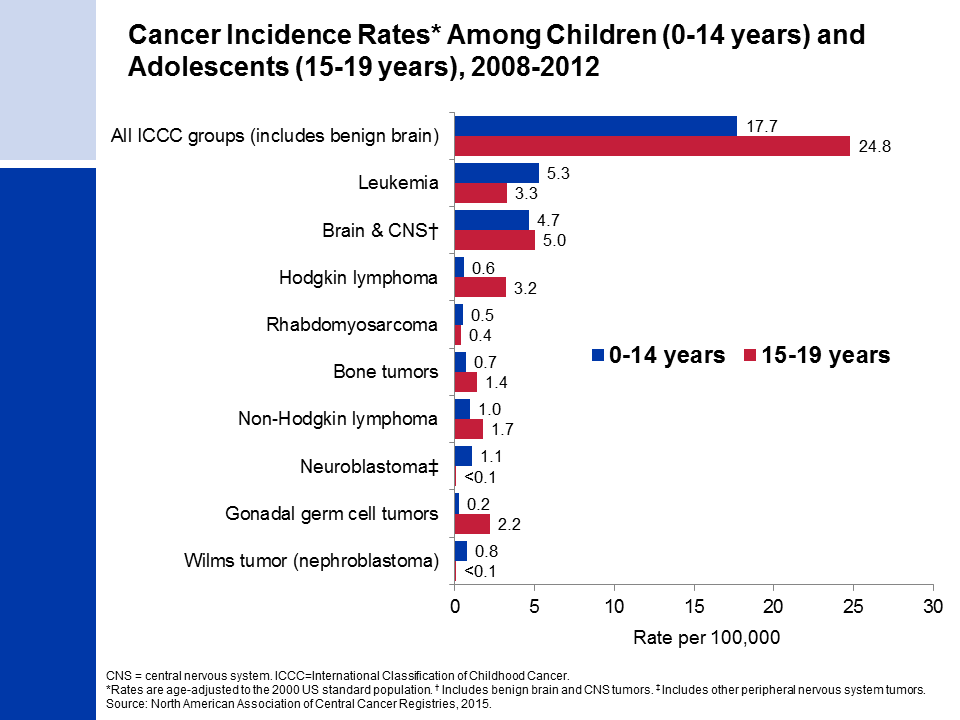 Cancer Incidence Rates* Among Children (0-14 years) and
Adolescents (15-19 years), 2008-2012
All ICCC groups (includes benign brain)
17.7
24.8
Leukemia
5.3
3.3
Brain & CNS†
4.7
5.0
Hodgkin lymphoma
0.6
3.2
Rhabdomyosarcoma
0.5
0.4
0-14 years
15-19 years
Bone tumors
0.7
1.4
Non-Hodgkin lymphoma
1.0
1.7
Neuroblastoma‡
1.1
<0.1
Gonadal germ cell tumors
0.2
2.2
Wilms tumor (nephroblastoma)
0.8
<0.1
0 5 10 15 20 25 30
Rate per 100,000
CNS = central nervous system. ICCC=International Classification of Childhood Cancer.
*Rates are age-adjusted to the 2000 US standard population. † Includes benign brain and CNS tumors. ‡ Includes other peripheral nervous system tumors.
Source: North American Association of Central Cancer Registries, 2015.